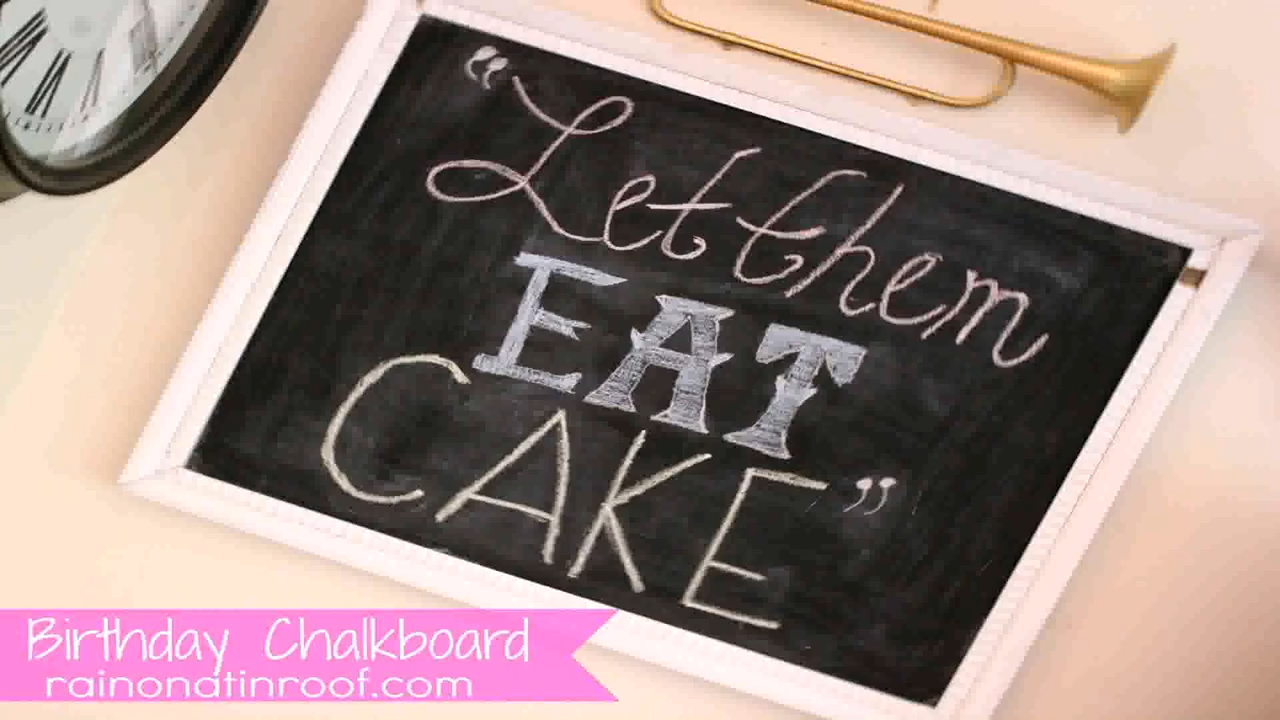 “Let them
EAT
CAKE”
Birthday Chalkboard
rainonatinroof.com